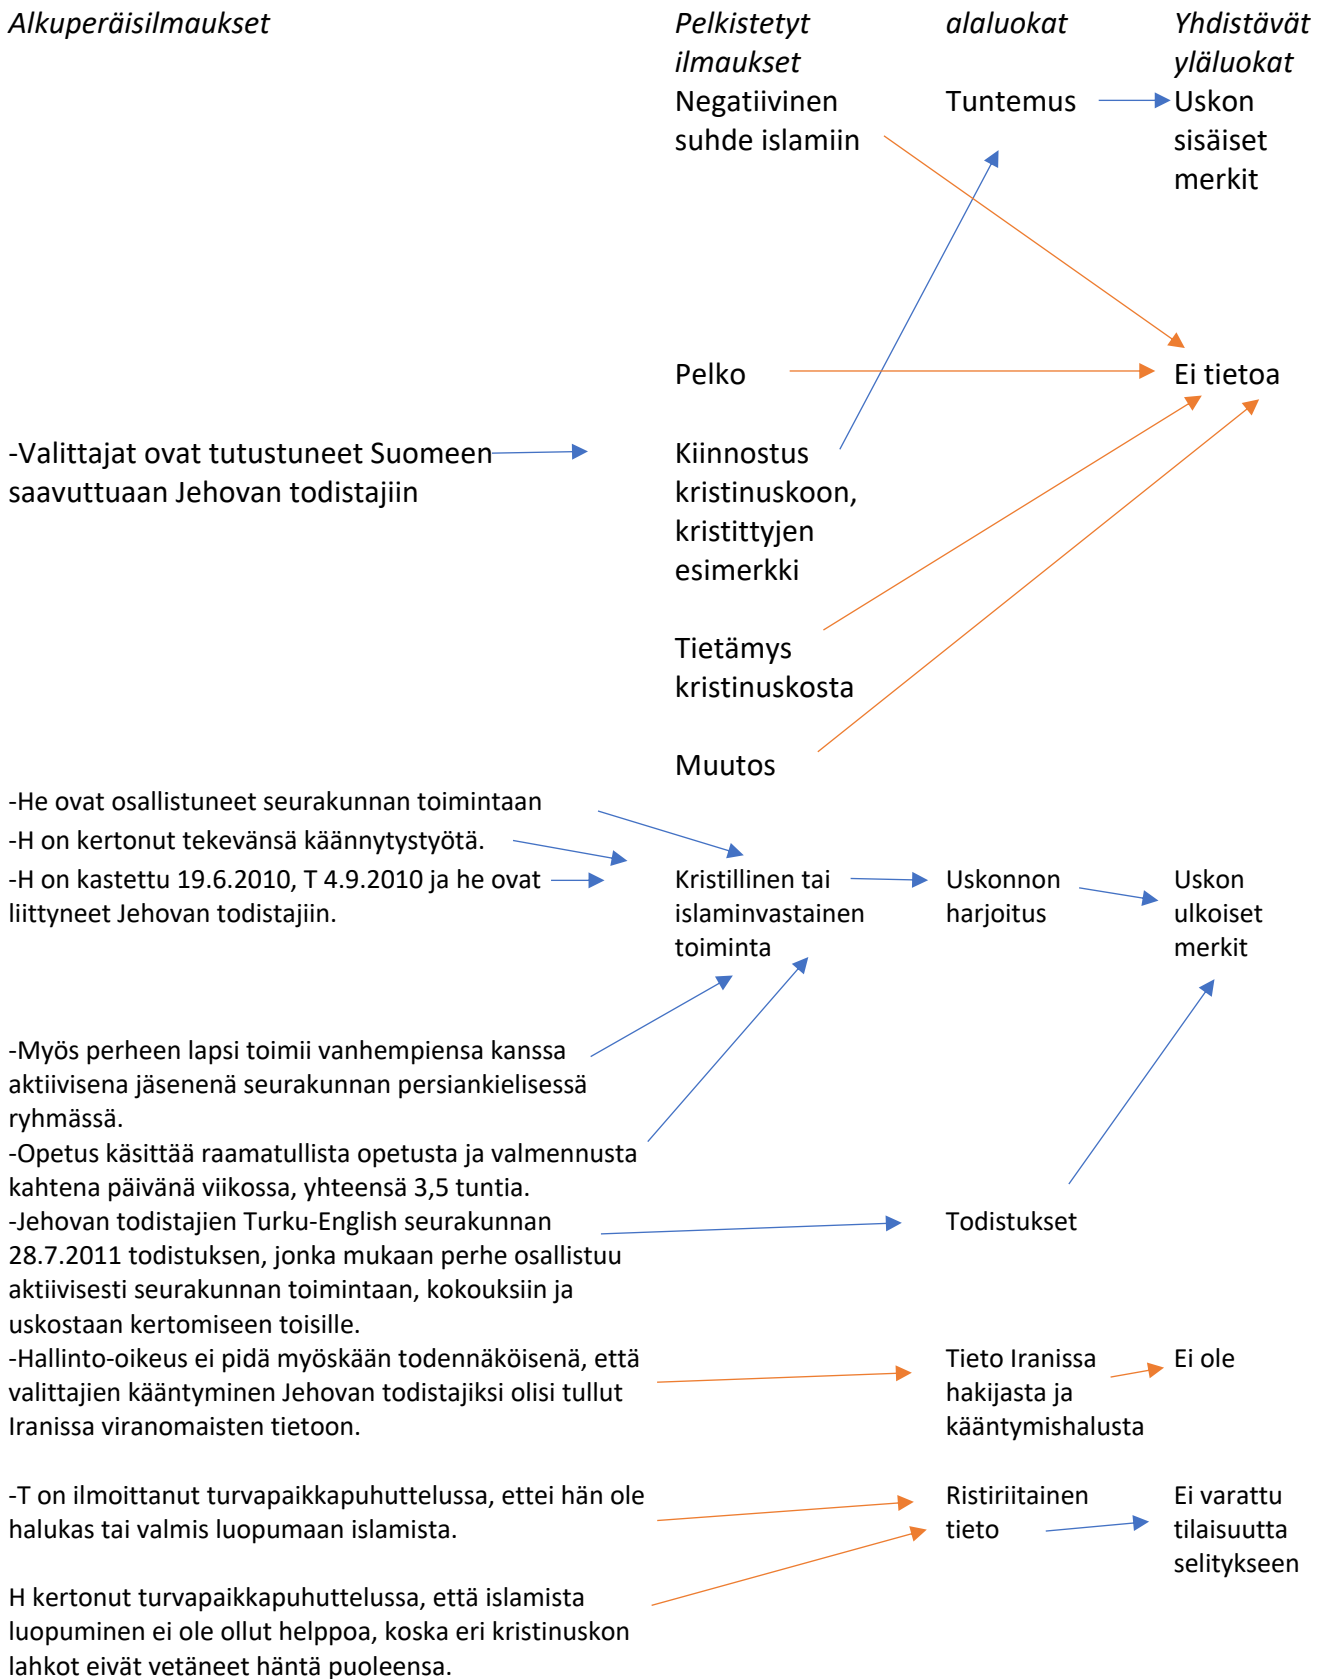 Alkuperäisilmaukset
Pelkistetyt
ilmaukset
alaluokat
Yhdistävät
yläluokat
Negatiivinen
suhde islamiin
Tuntemus
Uskon
sisäiset
merkit
Pelko
Ei tietoa
-Valittajat ovat tutustuneet Suomeen
saavuttuaan Jehovan todistajiin
Kiinnostus
kristinuskoon,
kristittyjen
esimerkki
Tietämys
kristinuskosta
Muutos
-He ovat osallistuneet seurakunnan toimintaan
-H on kertonut tekevänsä käännytystyötä.
-H on kastettu 19.6.2010, T 4.9.2010 ja he ovat
liittyneet Jehovan todistajiin.
Kristillinen tai
islaminvastainen
toiminta
Uskonnon
harjoitus
Uskon
ulkoiset
merkit
-Myös perheen lapsi toimii vanhempiensa kanssa
aktiivisena jäsenenä seurakunnan persiankielisessä
ryhmässä.
-Opetus käsittää raamatullista opetusta ja valmennusta
kahtena päivänä viikossa, yhteensä 3,5 tuntia.
-Jehovan todistajien Turku-English seurakunnan
28.7.2011 todistuksen, jonka mukaan perhe osallistuu
aktiivisesti seurakunnan toimintaan, kokouksiin ja
uskostaan kertomiseen toisille.
Todistukset
-Hallinto-oikeus ei pidä myöskään todennäköisenä, että
valittajien kääntyminen Jehovan todistajiksi olisi tullut
Iranissa viranomaisten tietoon.
Tieto Iranissa
hakijasta ja
kääntymishalusta
Ei ole
-T on ilmoittanut turvapaikkapuhuttelussa, ettei hän ole
halukas tai valmis luopumaan islamista.
Ristiriitainen
tieto
Ei varattu
tilaisuutta
selitykseen
H kertonut turvapaikkapuhuttelussa, että islamista
luopuminen ei ole ollut helppoa, koska eri kristinuskon
lahkot eivät vetäneet häntä puoleensa.